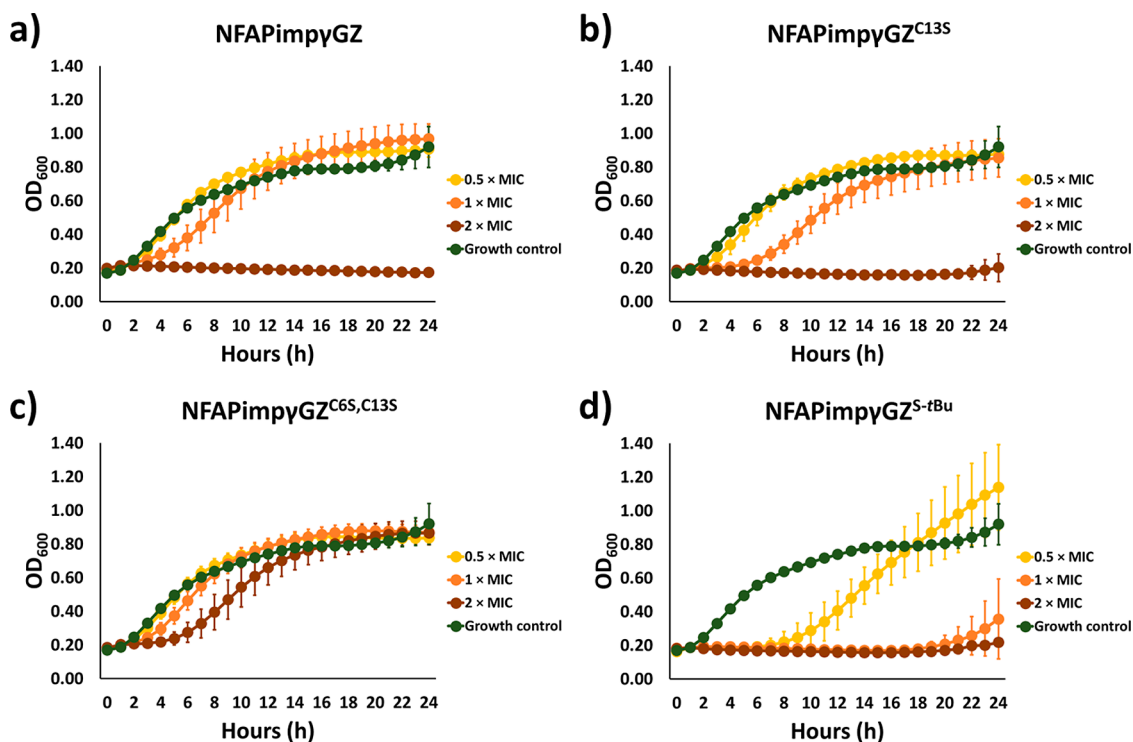 a)
NFAPimpγGZ
1.40
1.20
1.00
0.80
0.60
0.40
0.20
0.00
OD600
0 2 4 6 8 10 12 14 16 18 20 22 24
Hours (h)
0.5 × MIC
1 × MIC
2 × MIC
Growth control
b)
NFAPimpγGZC13S
1.40
1.20
1.00
0.80
0.60
0.40
0.20
0.00
OD600
0 2 4 6 8 10 12 14 16 18 20 22 24
Hours (h)
0.5 × MIC
1 × MIC
2 × MIC
Growth control
c)
NFAPimpγGZC6S,C13S
1.40
1.20
1.00
0.80
0.60
0.40
0.20
0.00
OD600
0 2 4 6 8 10 12 14 16 18 20 22 24
Hours (h)
0.5 × MIC
1 × MIC
2 × MIC
Growth control
d)
NFAPimpγGZS-tBu
1.40
1.20
1.00
0.80
0.60
0.40
0.20
0.00
OD600
0 2 4 6 8 10 12 14 16 18 20 22 24
Hours (h)
0.5 × MIC
1 × MIC
2 × MIC
Growth control